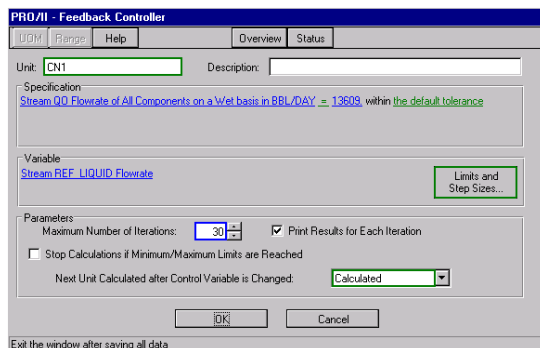 PRO/II - Feedback Controller
UOM Range Help Overview Status
Unit: CN1 Description:
Specification
Stream QO Flowrate of All Components on a Wet basis in BBL/DAY = 13609. within the default tolerance
Variable
Stream REF_LIQUID Flowrate
Limits and
Step Sizes...
Parameters
Maximum Number of Iterations: 30 Print Results for Each Iteration
Stop Calculations if Minimum/Maximum Limits are Reached
Next Unit Calculated after Control Variable is Changed: Calculated
OK Cancel
Exit the window after saving all data